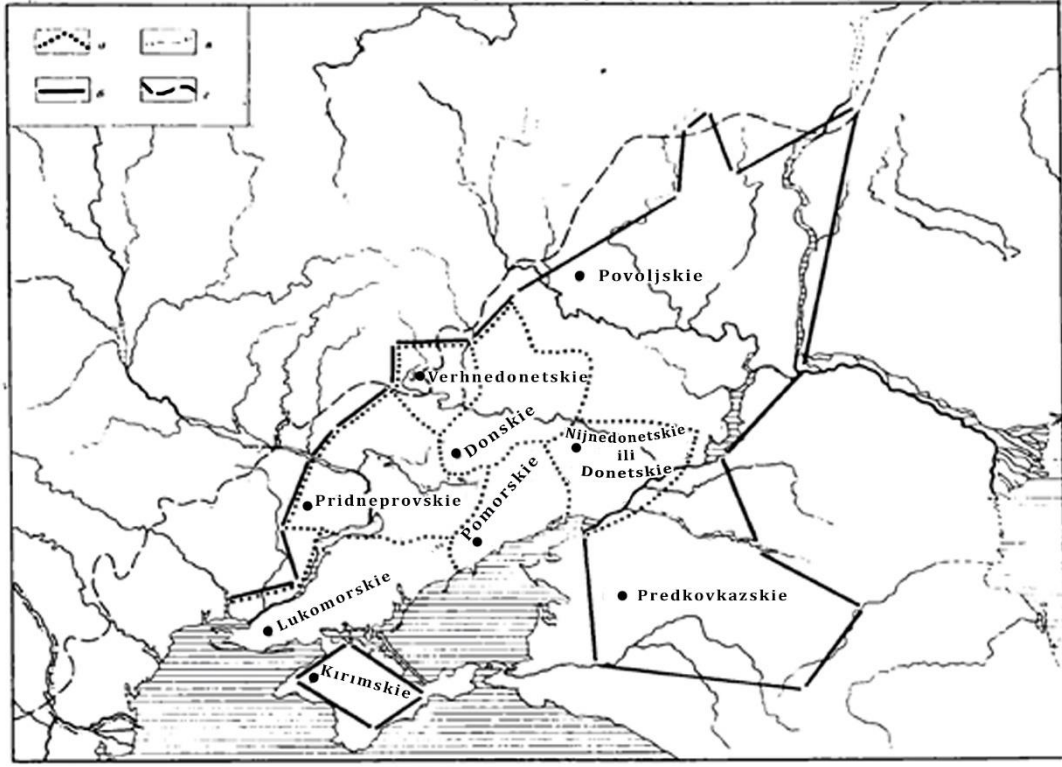 а
в
б
г
Povoljskie
Verhnedonetskie
Donskie
Nijnedonetskie
ili
Donetskie
Pomorskie
Pridneprovskie
Predkovkazskie
Lukomorskie
Kırımskie